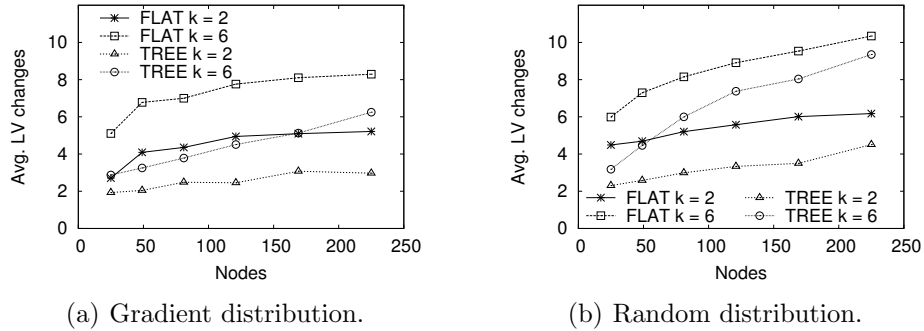 FLAT k = 2
FLAT k = 6
TREE k = 2
TREE k = 6
Avg. LV changes
10
8
6
4
2
0
0 50 100 150 200 250
Nodes
(a) Gradient distribution.
Avg. LV changes
10
8
6
4
2
0
FLAT k = 2 TREE k = 2
FLAT k = 6 TREE k = 6
0 50 100 150 200 250
Nodes
(b) Random distribution.